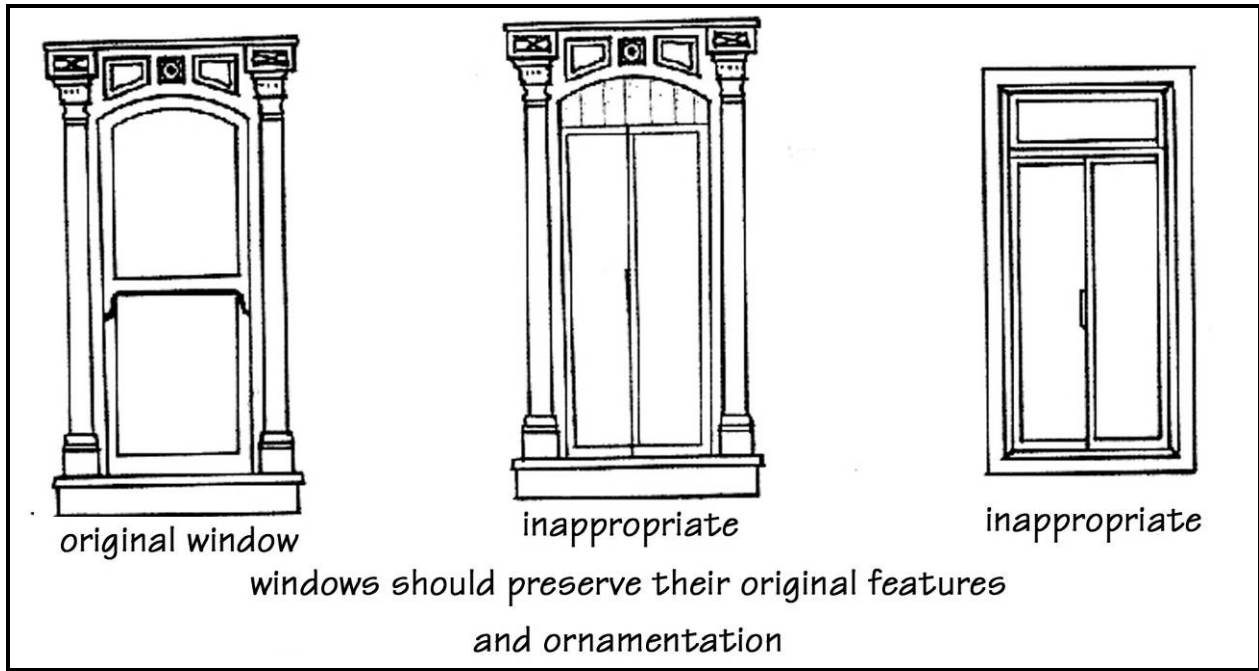 original window
inappropriate
inappropriate
windows should preserve their original features
and ornamentation